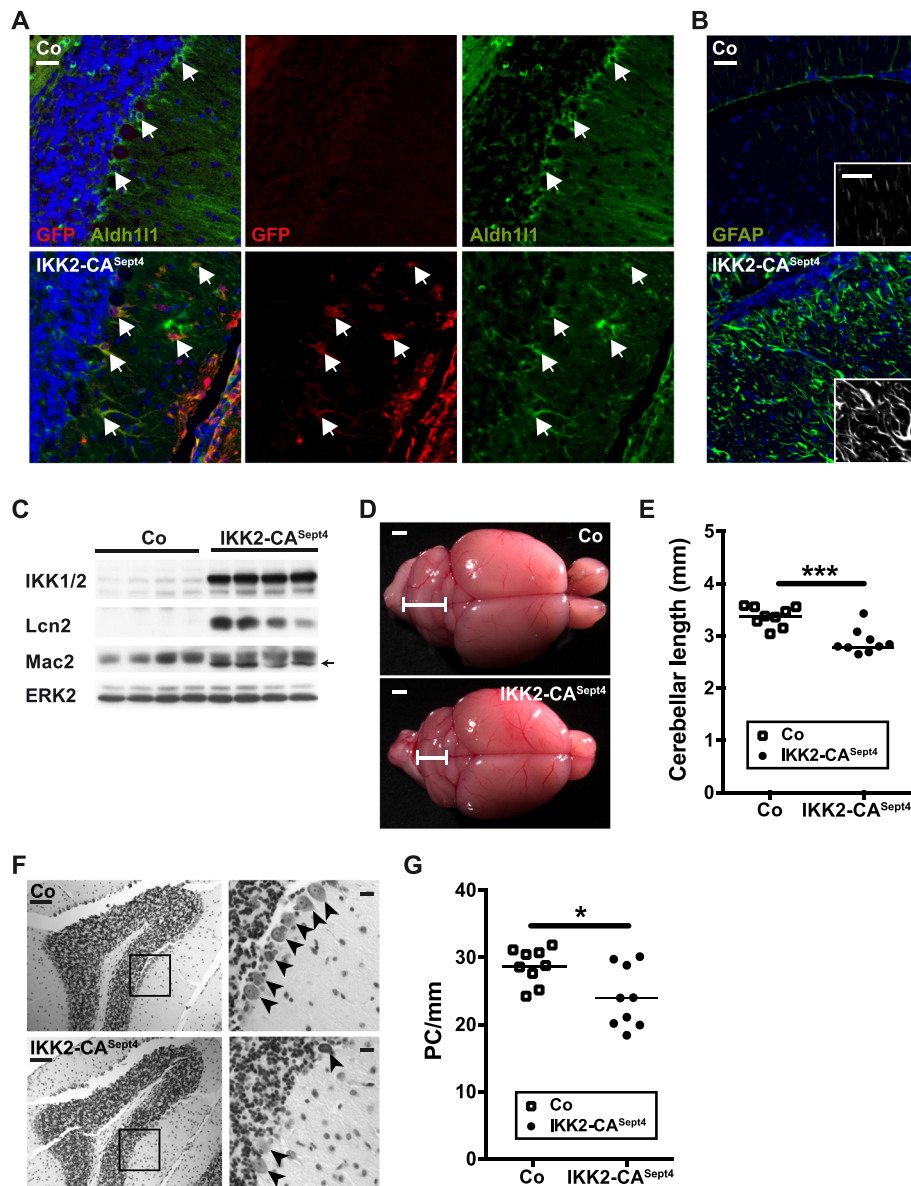 A
Co
GFP Aldh1l1
GFP
Aldh1l1
IKK2-CA^Sept4
B
Co
GFAP
IKK2-CA^Sept4
C
Co
IKK2-CA^Sept4
IKK1/2
Lcn2
Mac2
ERK2
D
Co
IKK2-CA^Sept4
E
Cerebellar length (mm)
5
4
3
2
1
0
***
Co
IKK2-CA^Sept4
Co
IKK2-CA^Sept4
F
Co
IKK2-CA^Sept4
G
PC/mm
40
30
20
10
0
*
Co
IKK2-CA^Sept4
Co
IKK2-CA^Sept4